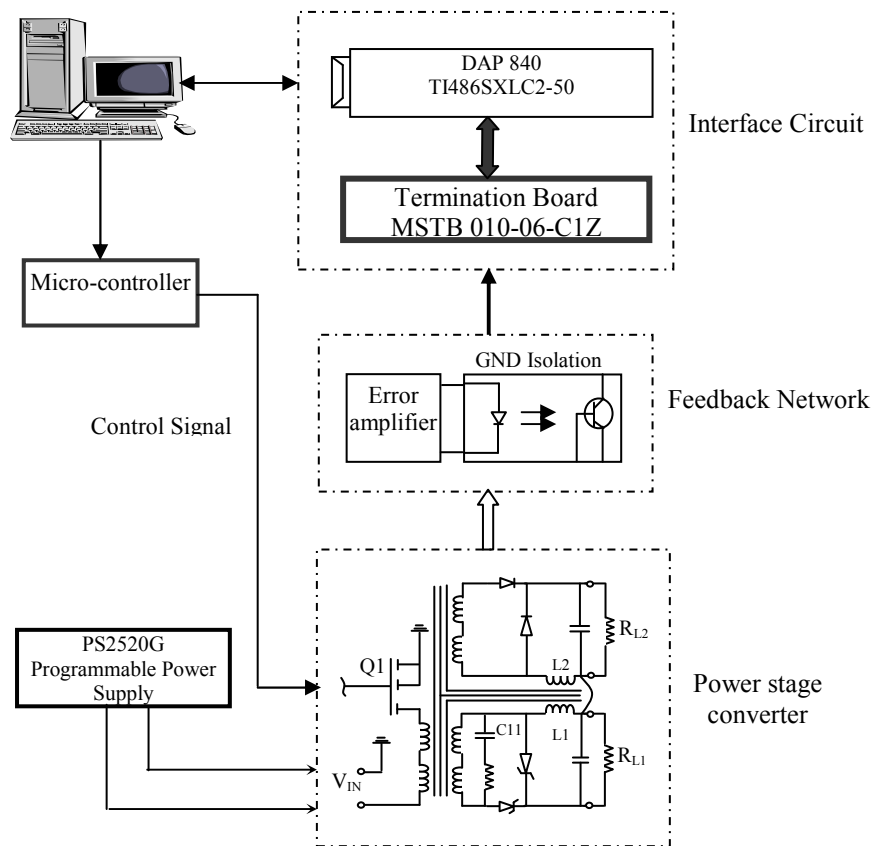 DAP 840
TI486SXLC2-50
Interface Circuit
Termination Board
MSTB 010-06-C1Z
Micro-controller
GND Isolation
Error
amplifier
Feedback Network
Control Signal
PS2520G
Programmable Power
Supply
Q1
L2
RL2
Power stage
converter
C11
L1
RL1
VIN